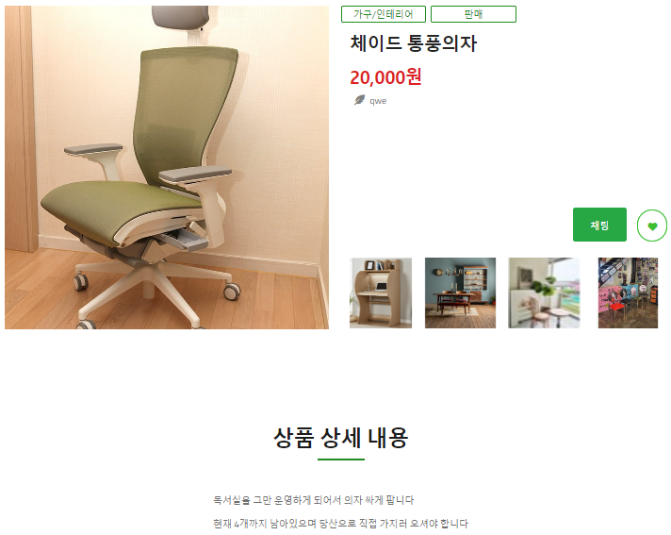 가구/인테리어
판매
체이드 통풍의자
20,000원
qwe
채팅
상품 상세 내용
독서실을 그만 운영하게 되어서 의자 싸게 팝니다
현재 4개까지 남아있으며 당산으로 직접 가지러 오셔야 합니다